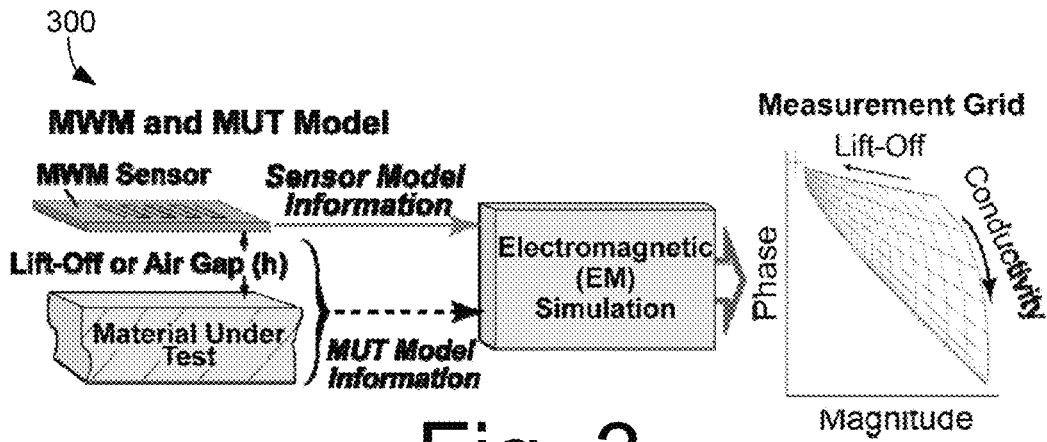 300
MWM and MUT Model
MWM Sensor
Sensor Model
Information
Lift-Off or Air Gap (h)
Material Under
Test
MUT Model
Information
Electromagnetic
(EM)
Simulation
Measurement Grid
Lift-Off
Conductivity
Phase
Magnitude